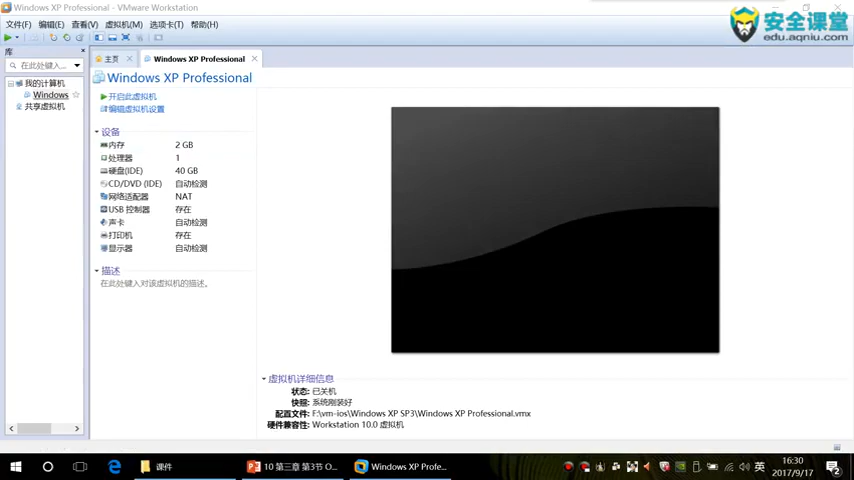 Windows XP Professional - VMware Workstation
安全课堂
edu.aqniu.com
文件(F) 编辑(E) 查看(V) 虚拟机(M) 选项卡(T) 帮助(H)
库
在此处键入...
我的计算机
Windows
共享虚拟机
主页
Windows XP Professional
Windows XP Professional
开启此虚拟机
编辑虚拟机设置
设备
内存 2 GB
处理器 1
硬盘(IDE) 40 GB
CD/DVD (IDE) 自动检测
网络适配器 NAT
USB 控制器 存在
声卡 自动检测
打印机 存在
显示器 自动检测
描述
在此处键入对该虚拟机的描述。
虚拟机详细信息
状态: 已关机
快照: 系统刚装好
配置文件: F:\vm-ios\Windows XP SP3\Windows XP Professional.vmx
硬件兼容性: Workstation 10.0 虚拟机
课件
10 第三章 第3节 O...
Windows XP Profe...
英
16:30
2017/9/17
2